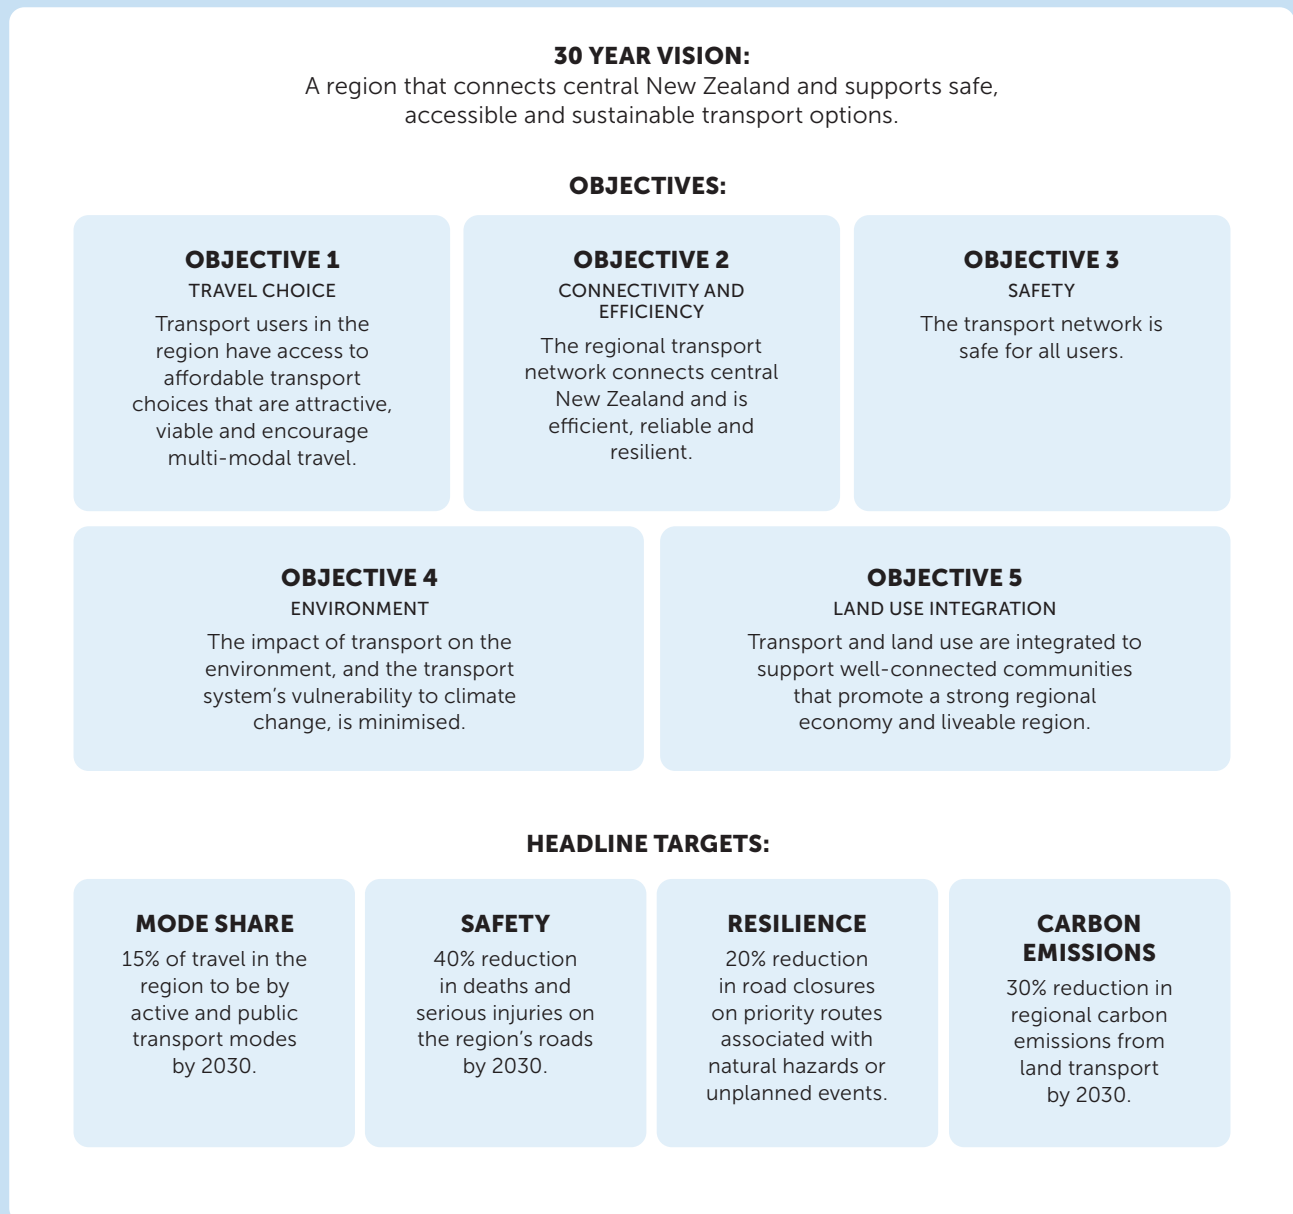 30 YEAR VISION:
A region that connects central New Zealand and supports safe,
accessible and sustainable transport options.
OBJECTIVES:
OBJECTIVE 1
TRAVEL CHOICE
Transport users in the
region have access to
affordable transport
choices that are attractive,
viable and encourage
multi-modal travel.
OBJECTIVE 2
CONNECTIVITY AND
EFFICIENCY
The regional transport
network connects central
New Zealand and is
efficient, reliable and
resilient.
OBJECTIVE 3
SAFETY
The transport network is
safe for all users.
OBJECTIVE 4
ENVIRONMENT
The impact of transport on the
environment, and the transport
system's vulnerability to climate
change, is minimised.
OBJECTIVE 5
LAND USE INTEGRATION
Transport and land use are integrated to
support well-connected communities
that promote a strong regional
economy and liveable region.
HEADLINE TARGETS:
MODE SHARE
15% of travel in the
region to be by
active and public
transport modes
by 2030.
SAFETY
40% reduction
in deaths and
serious injuries on
the region's roads
by 2030.
RESILIENCE
20% reduction
in road closures
on priority routes
associated with
natural hazards or
unplanned events.
CARBON
EMISSIONS
30% reduction in
regional carbon
emissions from
land transport
by 2030.